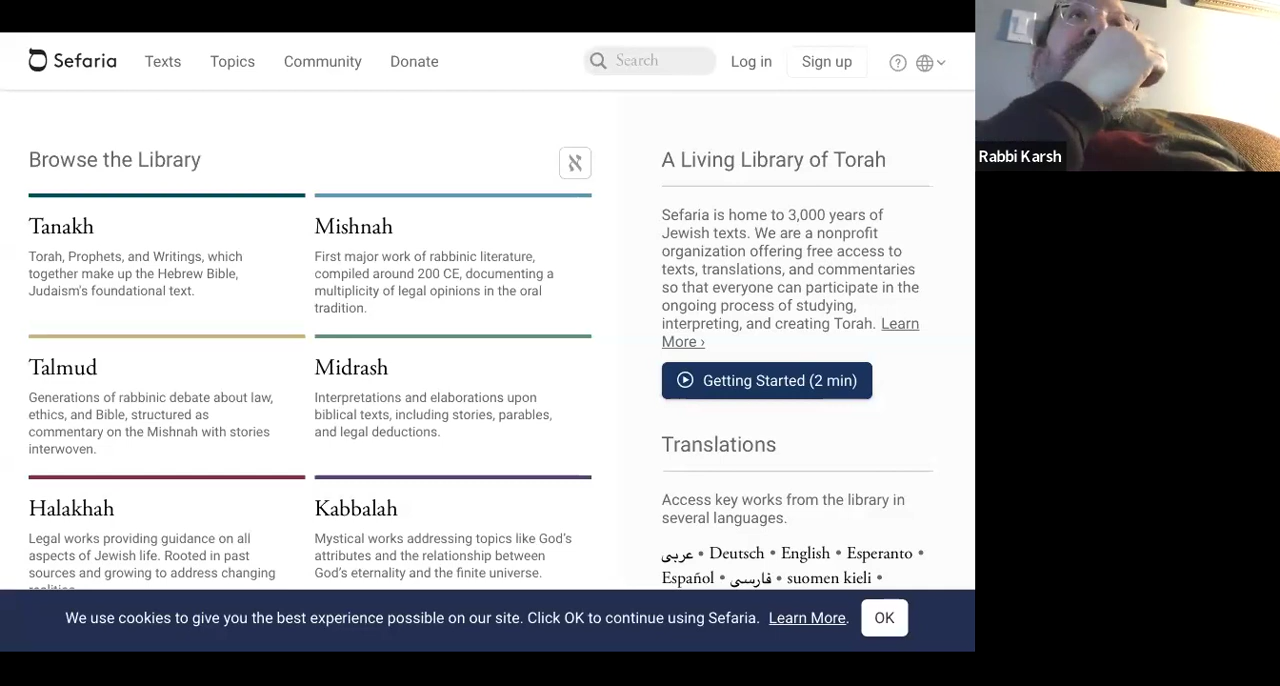 Sefaria
Texts
Topics
Community
Donate
Search
Log in
Sign up
Browse the Library
א
Tanakh
Torah, Prophets, and Writings, which
together make up the Hebrew Bible,
Judaism's foundational text.
Mishnah
First major work of rabbinic literature,
compiled around 200 CE, documenting a
multiplicity of legal opinions in the oral
tradition.
Talmud
Generations of rabbinic debate about law,
ethics, and Bible, structured as
commentary on the Mishnah with stories
interwoven.
Midrash
Interpretations and elaborations upon
biblical texts, including stories, parables,
and legal deductions.
Halakhah
Legal works providing guidance on all
aspects of Jewish life. Rooted in past
sources and growing to address changing
Kabbalah
Mystical works addressing topics like God's
attributes and the relationship between
God's eternality and the finite universe.
A Living Library of Torah
Sefaria is home to 3,000 years of
Jewish texts. We are a nonprofit
organization offering free access to
texts, translations, and commentaries
so that everyone can participate in the
ongoing process of studying,
interpreting, and creating Torah. Learn
More ›
Getting Started (2 min)
Translations
Access key works from the library in
several languages.
عربى • Deutsch • English • Esperanto •
Español • فارسی • suomen kieli •
We use cookies to give you the best experience possible on our site. Click OK to continue using Sefaria. Learn More.
OK
Rabbi Karsh